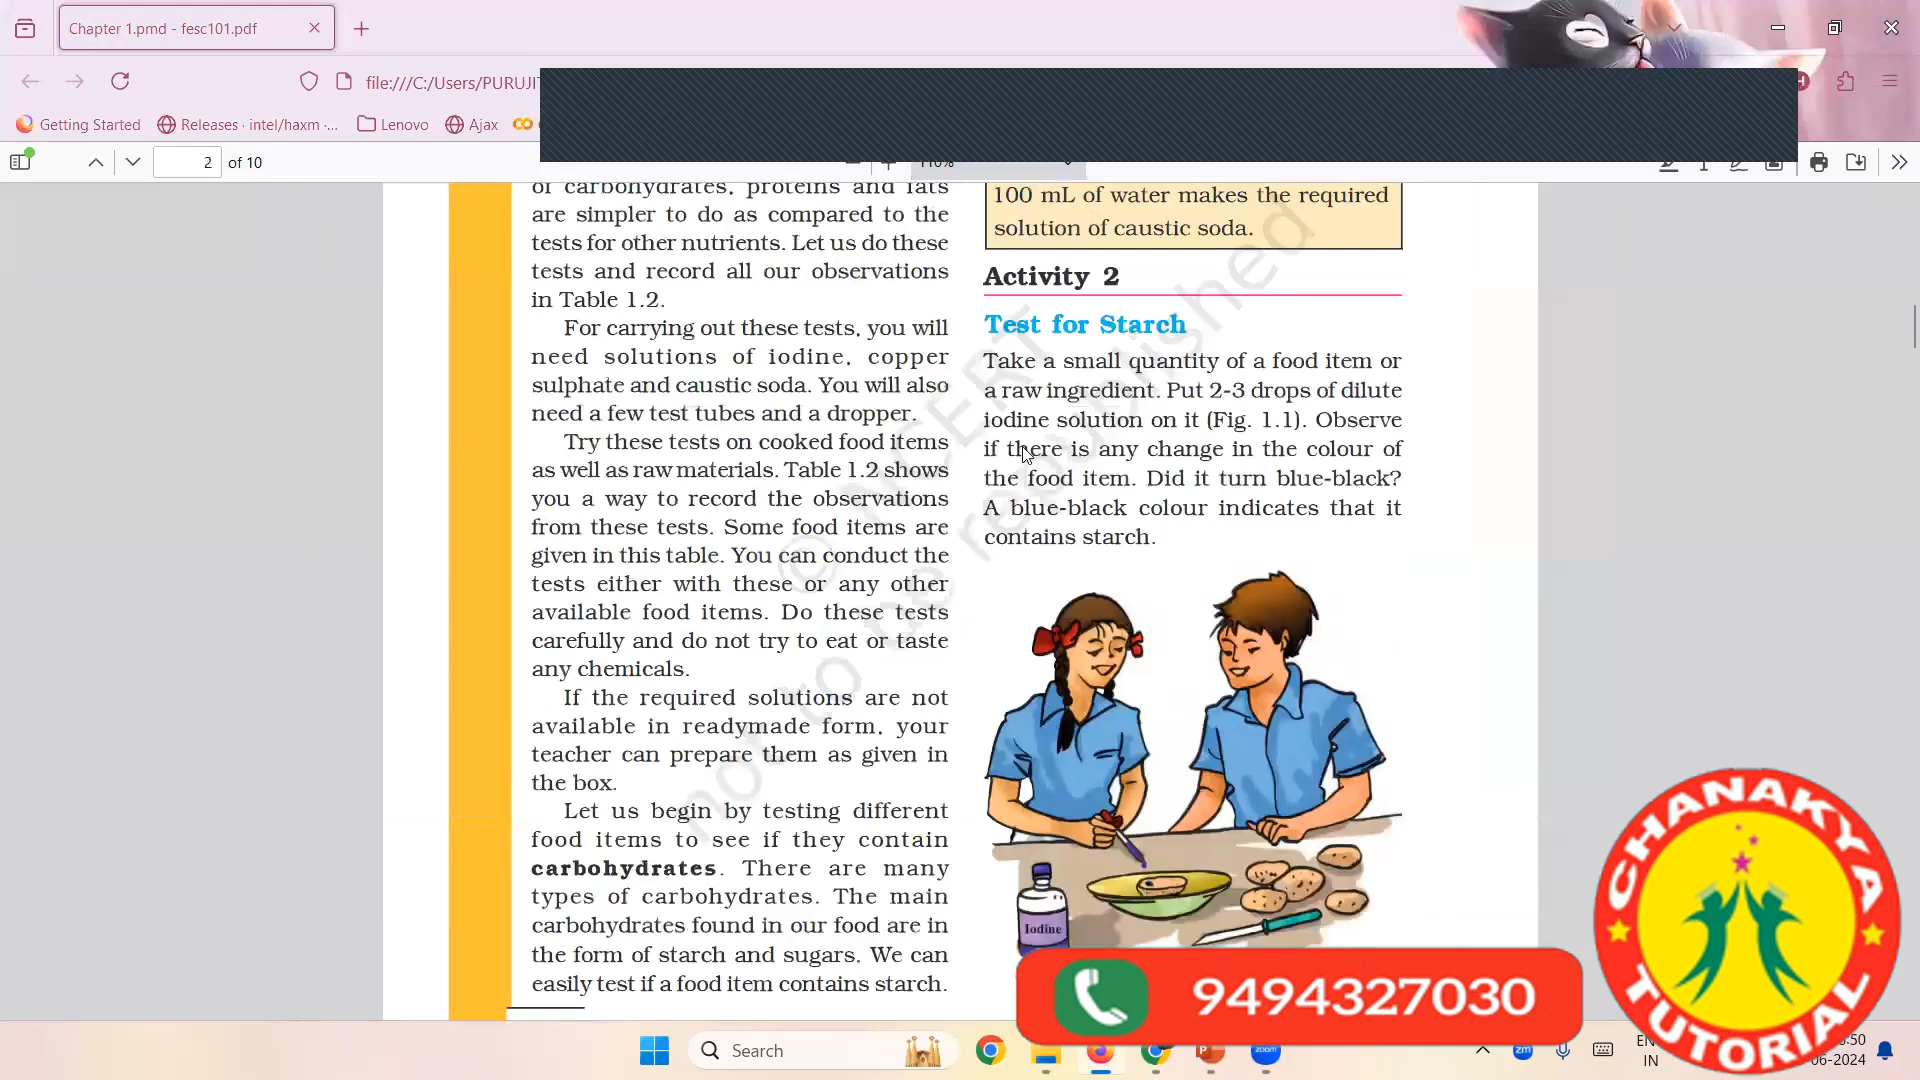 Chapter 1.pmd - fesc101.pdf
file:///C:/Users/PURUJIT
Getting Started
Releases · intel/haxm ·...
Lenovo
Ajax
2 of 10
of carbohydrates, proteins and fats
are simpler to do as compared to the
tests for other nutrients. Let us do these
tests and record all our observations
in Table 1.2.
For carrying out these tests, you will
need solutions of iodine, copper
sulphate and caustic soda. You will also
need a few test tubes and a dropper.
Try these tests on cooked food items
as well as raw materials. Table 1.2 shows
you a way to record the observations
from these tests. Some food items are
given in this table. You can conduct the
tests either with these or any other
available food items. Do these tests
carefully and do not try to eat or taste
any chemicals.
If the required solutions are not
available in readymade form, your
teacher can prepare them as given in
the box.
Let us begin by testing different
food items to see if they contain
carbohydrates. There are many
types of carbohydrates. The main
carbohydrates found in our food are in
the form of starch and sugars. We can
easily test if a food item contains starch.
100 mL of water makes the required
solution of caustic soda.
Activity 2
Test for Starch
Take a small quantity of a food item or
a raw ingredient. Put 2-3 drops of dilute
iodine solution on it (Fig. 1.1). Observe
if there is any change in the colour of
the food item. Did it turn blue-black?
A blue-black colour indicates that it
contains starch.
Iodine
© NCERT
not to be republished
9494327030
CHANAKYA
TUTORIAL
Search
zoom
zm
IN